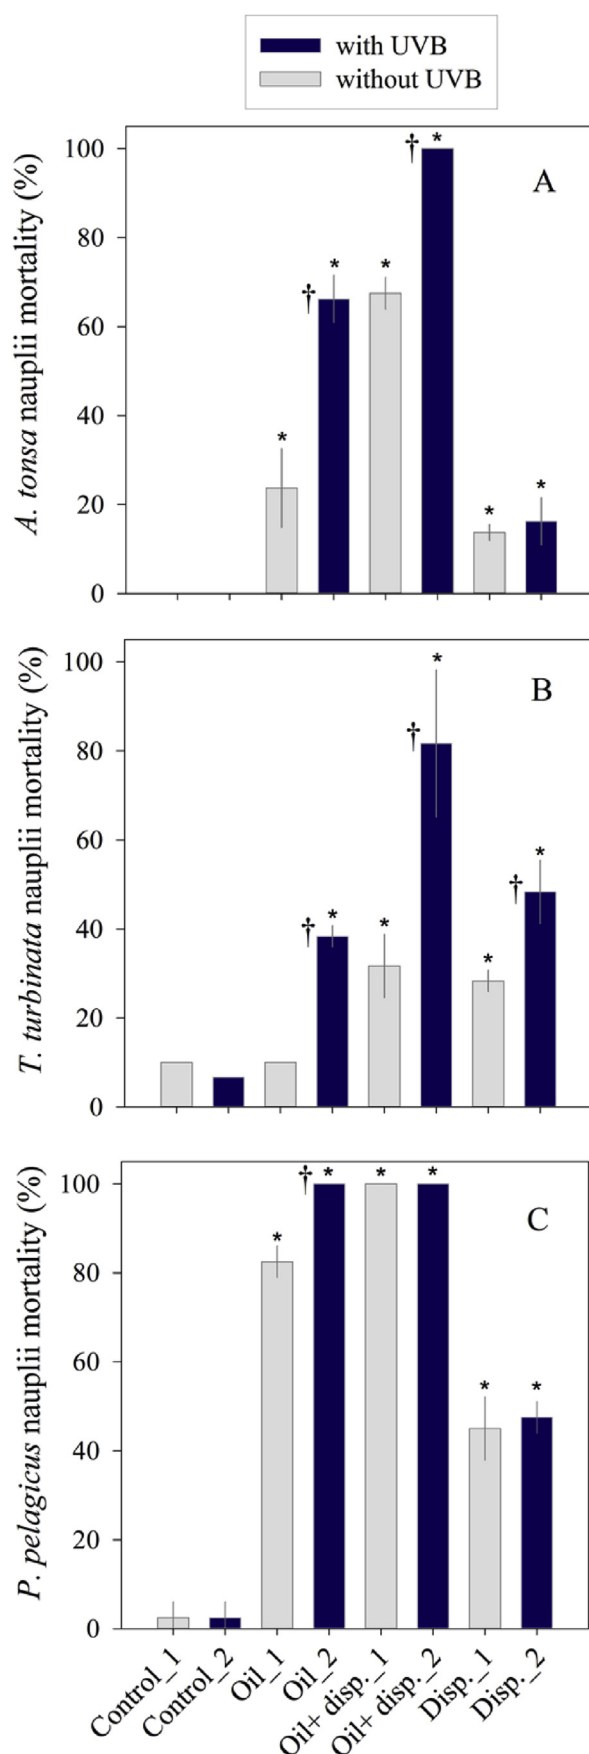 with UVB
without UVB
A. tonsa nauplii mortality (%)
100
80
60
40
20
0
A
*
†
*
†
*
*
*
*
T. turbinata nauplii mortality (%)
100
80
60
40
20
0
B
*
†
*
†
*
†
*
*
P. pelagicus nauplii mortality (%)
100
80
60
40
20
0
C
†
*
*
*
*
*
*
Control_1
Control_2
Oil_1
Oil_2
Oil+ disp._1
Oil+ disp._2
Disp._1
Disp._2